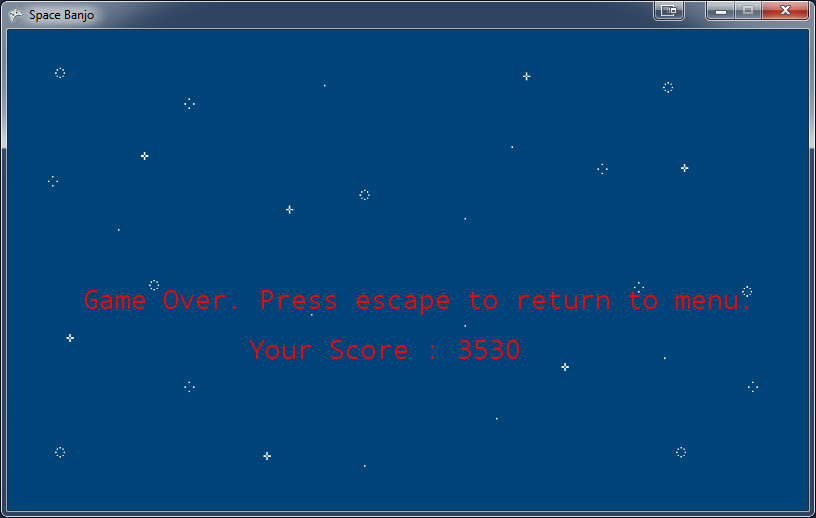 Space Banjo
Game Over. Press escape to return to menu.
Your Score : 3530